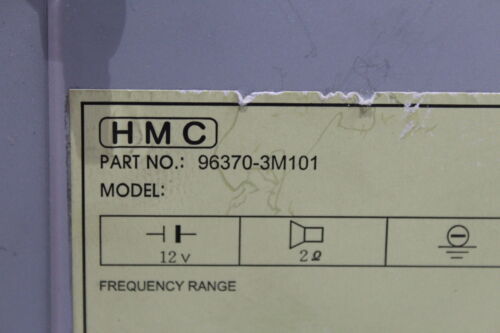 HMC
PART NO.: 96370-3M101
MODEL:
12 v 2 Ω
FREQUENCY RANGE